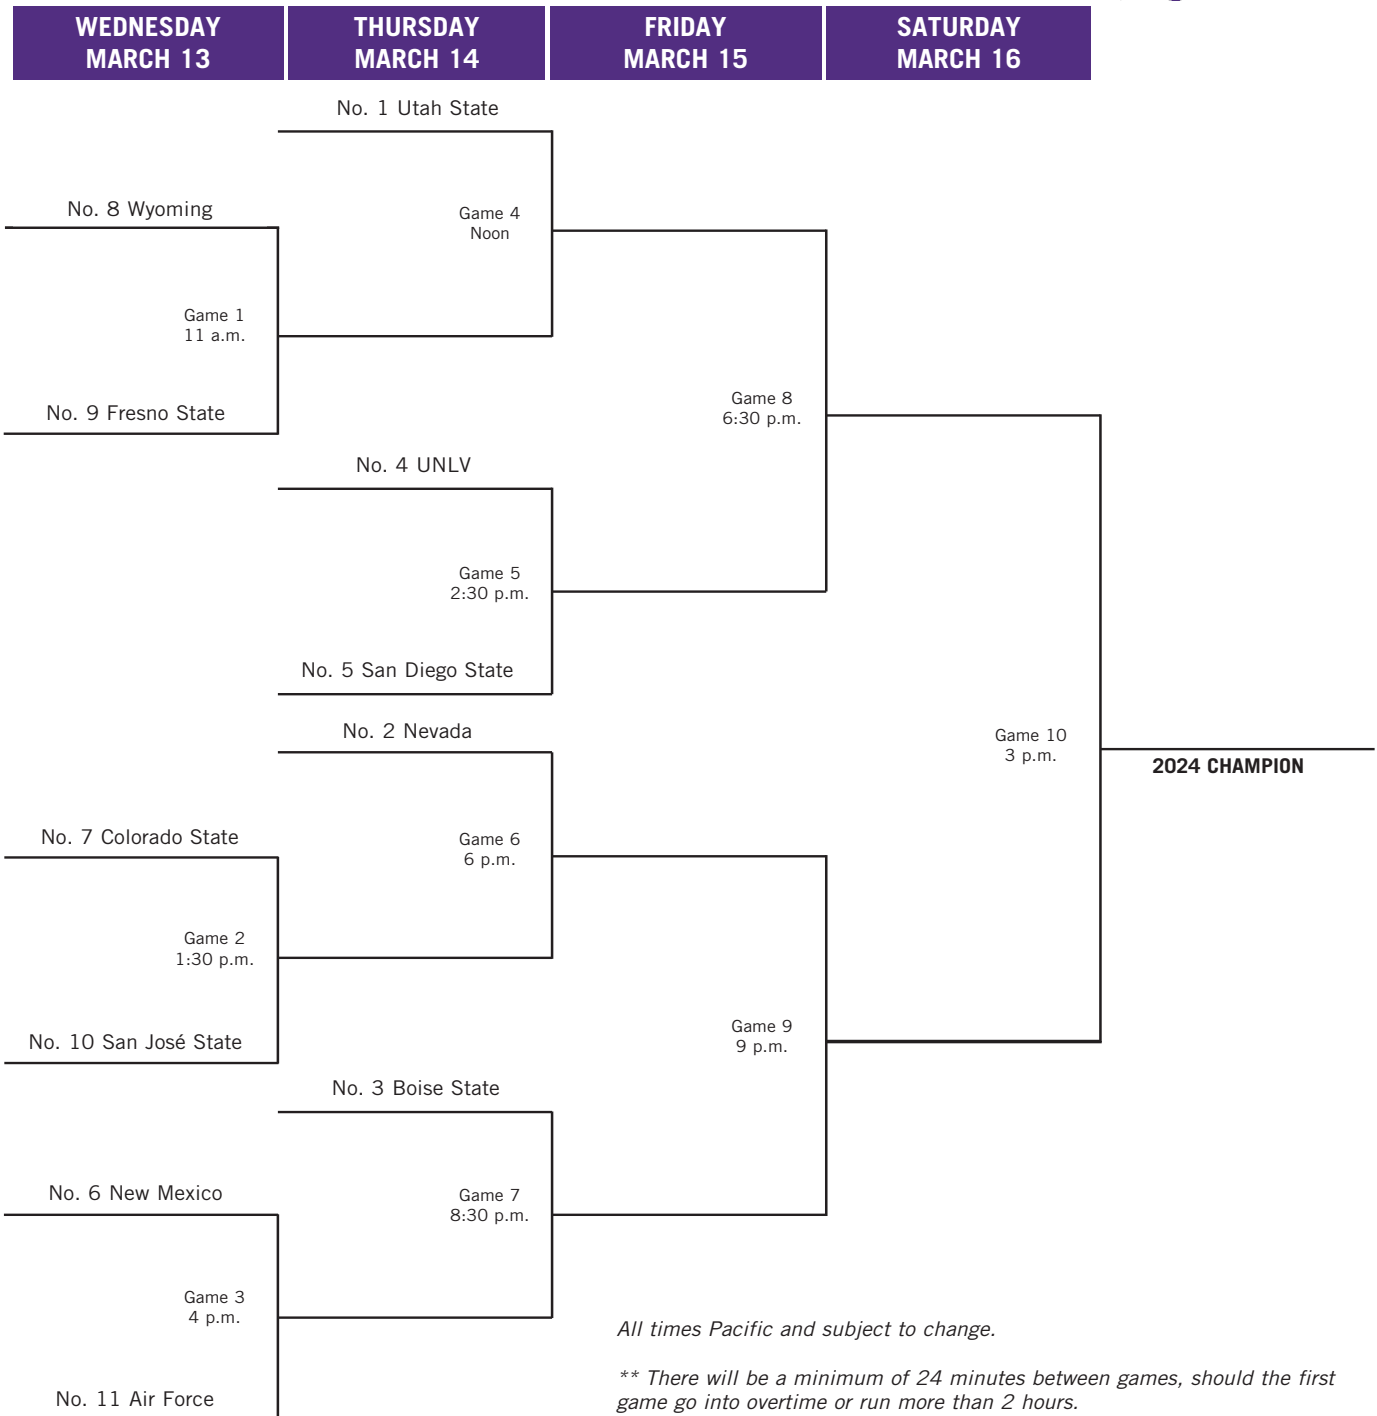 WEDNESDAY
MARCH 13
THURSDAY
MARCH 14
FRIDAY
MARCH 15
SATURDAY
MARCH 16
No. 1 Utah State
No. 8 Wyoming
Game 4
Noon
Game 1
11 a.m.
No. 9 Fresno State
Game 8
6:30 p.m.
No. 4 UNLV
Game 5
2:30 p.m.
No. 5 San Diego State
No. 2 Nevada
Game 10
3 p.m.
2024 CHAMPION
No. 7 Colorado State
Game 6
6 p.m.
Game 2
1:30 p.m.
No. 10 San José State
Game 9
9 p.m.
No. 3 Boise State
No. 6 New Mexico
Game 7
8:30 p.m.
Game 3
4 p.m.
No. 11 Air Force
All times Pacific and subject to change.
** There will be a minimum of 24 minutes between games, should the first
game go into overtime or run more than 2 hours.